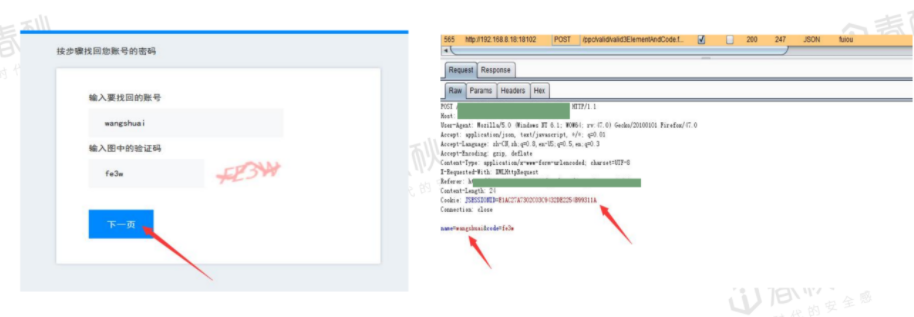 按步骤找回您账号的密码
输入要找回的账号
wangshuai
输入图中的验证码
fe3w
FE3W
下一页
565 http://192.168.8.18:18102 POST /ppc/valid/valid3ElementAndCode.f... 200 247 JSON fuiou
Request Response
Raw Params Headers Hex
POST HTTP/1.1
Host:
User-Agent: Mozilla/5.0 (Windows NT 6.1; WOW64; rv:47.0) Gecko/20100101 Firefox/47.0
Accept: application/json, text/javascript, */*; q=0.01
Accept-Language: zh-CN,zh;q=0.8,en-US;q=0.5,en;q=0.3
Accept-Encoding: gzip, deflate
Content-Type: application/x-www-form-urlencoded; charset=UTF-8
X-Requested-With: XMLHttpRequest
Referer:
Content-Length: 24
Cookie:
Connection: close
name=wangshuai&code=fe3w
i春秋